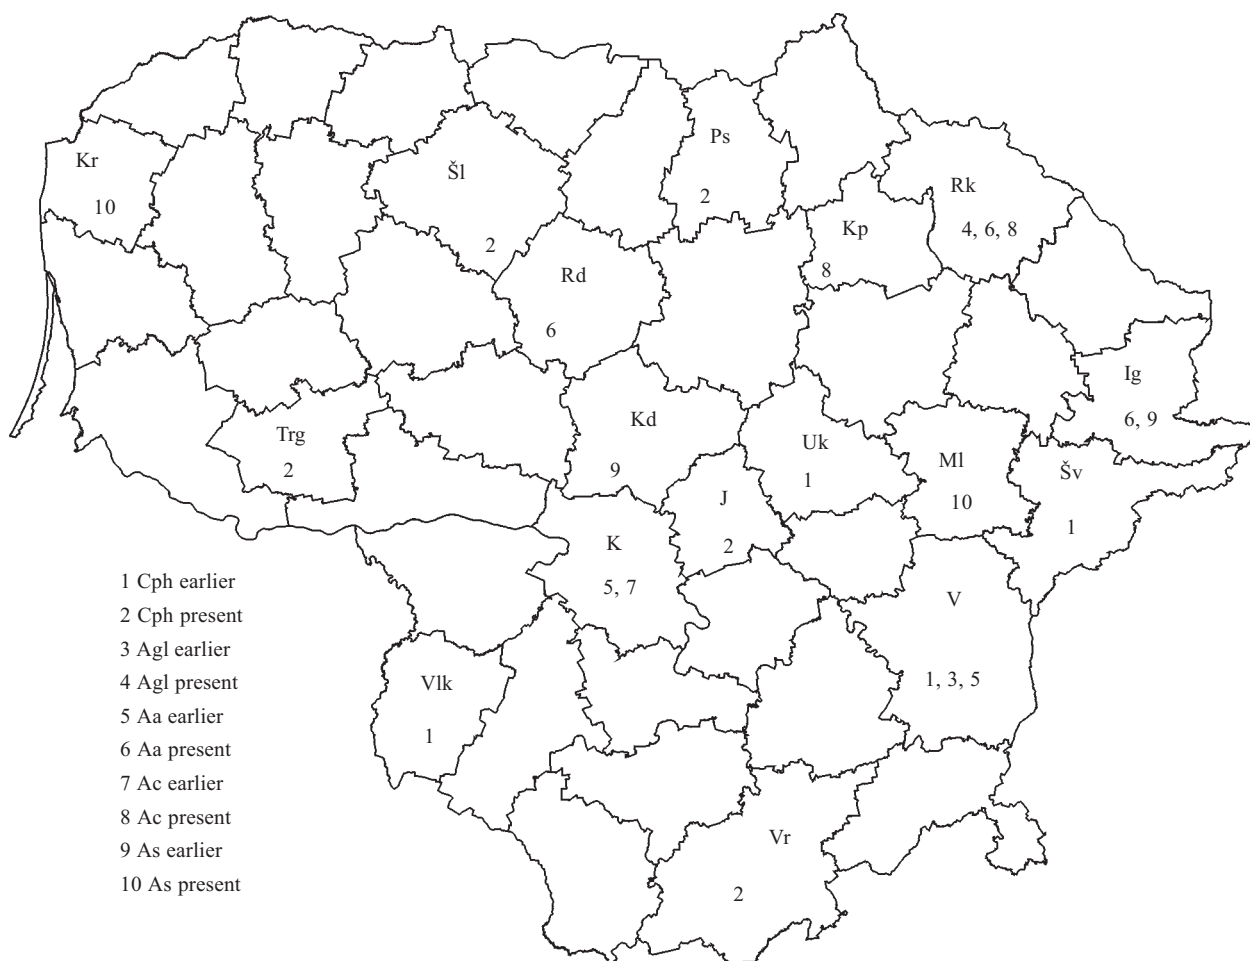 Ps
Kr
Šl
Rk
10
2
Kp
4, 6, 8
2
8
Rd
6
Ig
6, 9
Trg
Kd
Uk
Ml
Šv
2
9
1
10
J
1
2
K
5, 7
V
1 Cph earlier
2 Cph present
3 Agl earlier
4 Agl present
5 Aa earlier
6 Aa present
7 Ac earlier
8 Ac present
9 As earlier
10 As present
Vlk
1
1, 3, 5
Vr
2